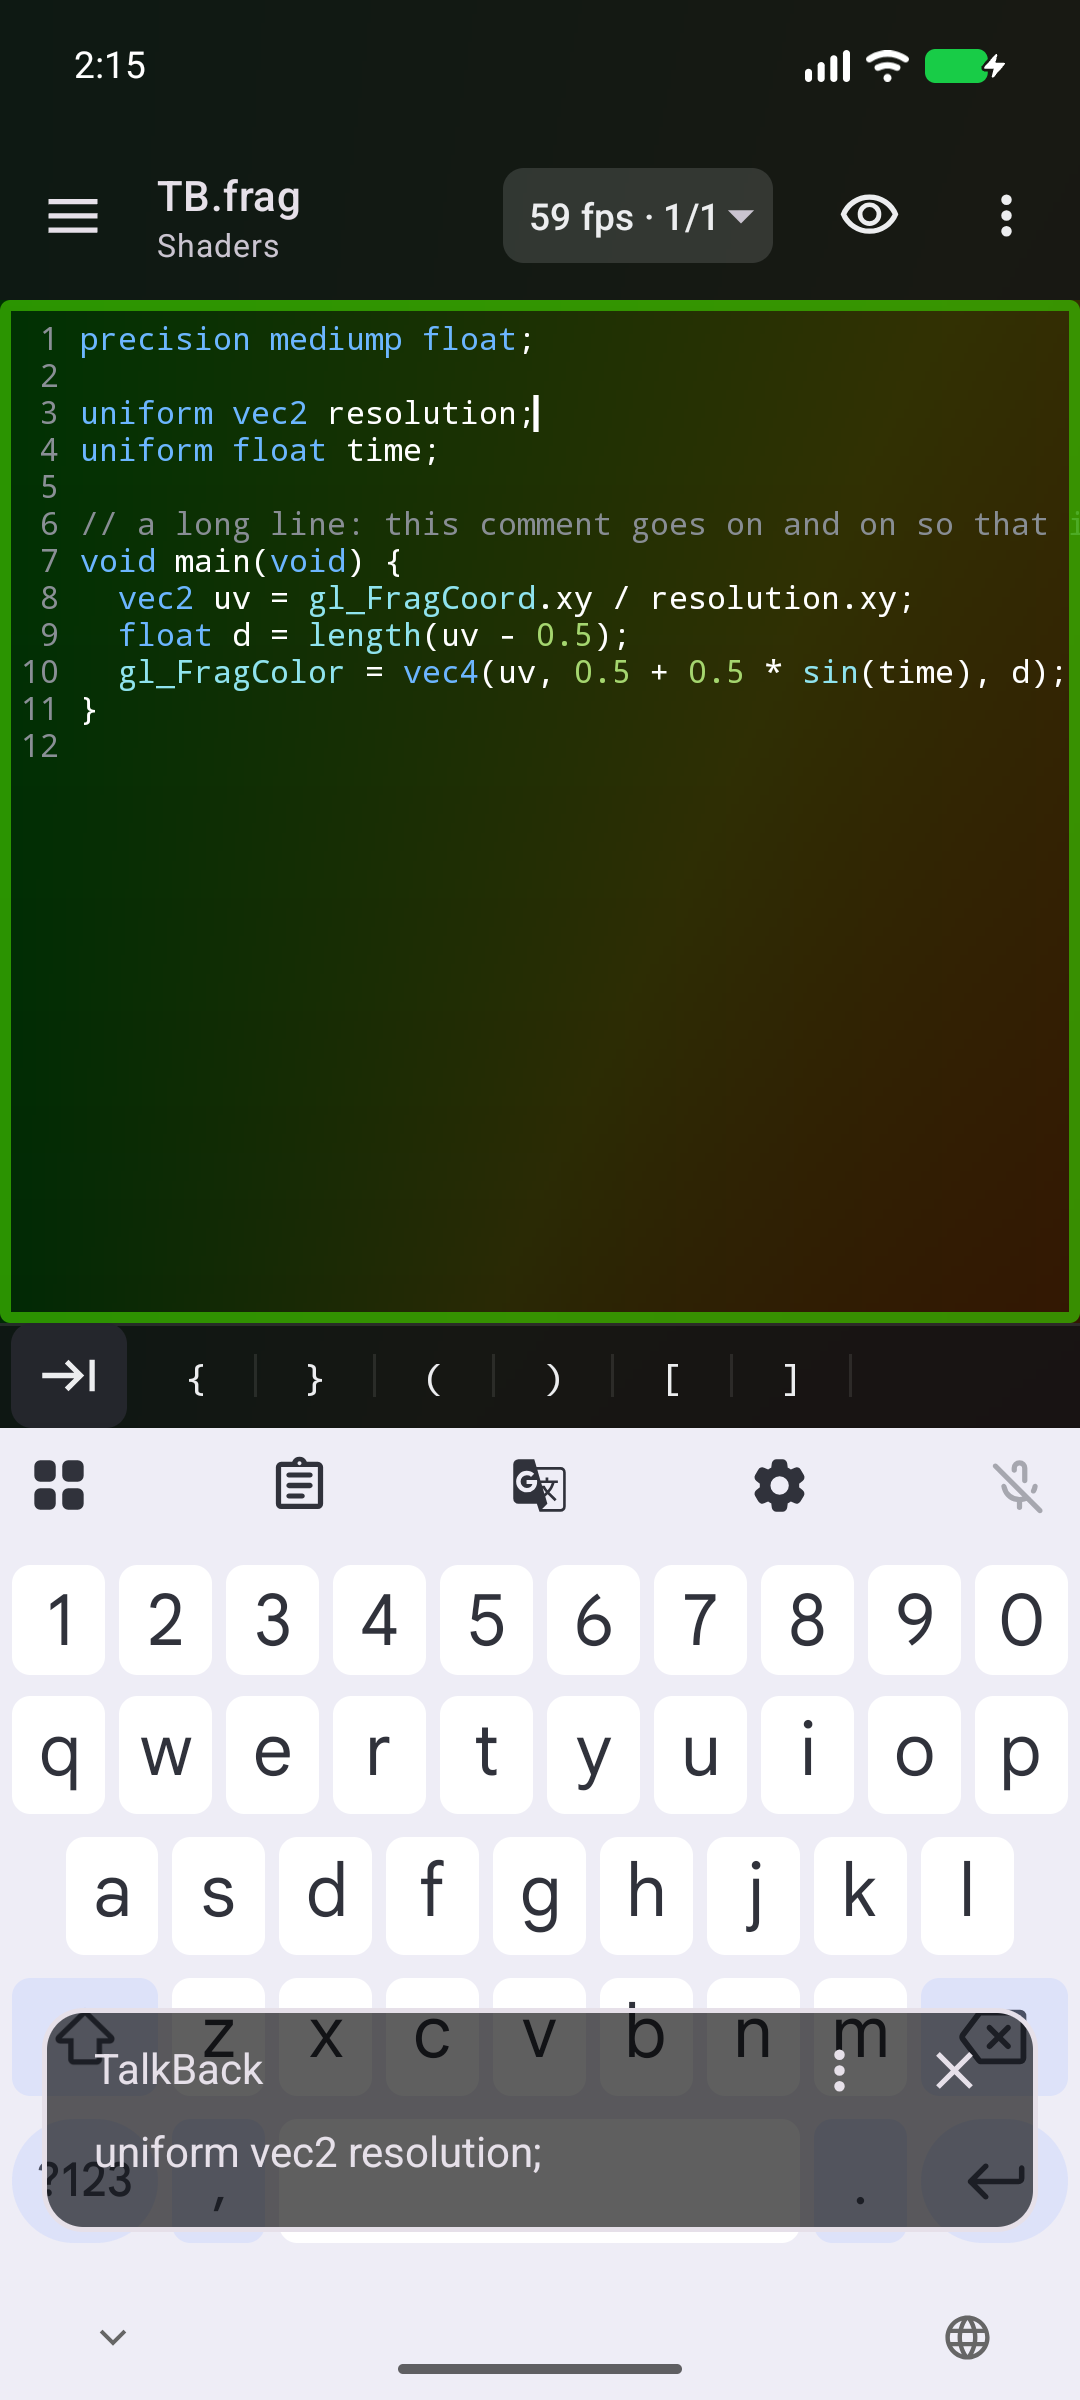 2:15
TB.frag
Shaders
59 fps · 1/1
1 precision mediump float;
2
3 uniform vec2 resolution;
4 uniform float time;
5
6 // a long line: this comment goes on and on so that i
7 void main(void) {
8   vec2 uv = gl_FragCoord.xy / resolution.xy;
9   float d = length(uv - 0.5);
10   gl_FragColor = vec4(uv, 0.5 + 0.5 * sin(time), d);
11 }
12
{ } ( ) [ ]
1 2 3 4 5 6 7 8 9 0
q w e r t y u i o p
a s d f g h j k l
z x c v b n m
TalkBack
uniform vec2 resolution;
?123 , .